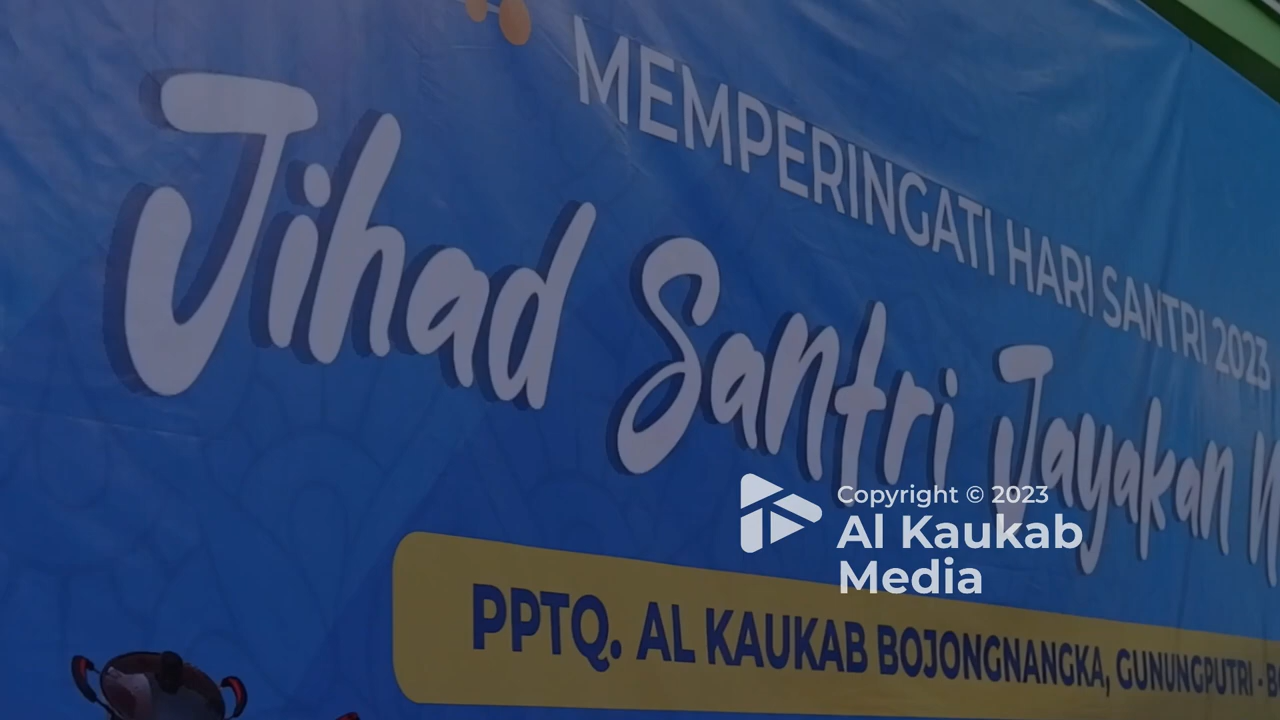 MEMPERINGATI HARI SANTRI 2023
Jihad Santri Jayakan
PPTQ. AL KAUKAB BOJONGNANGKA, GUNUNGPUTRI -
Copyright © 2023
Al Kaukab
Media